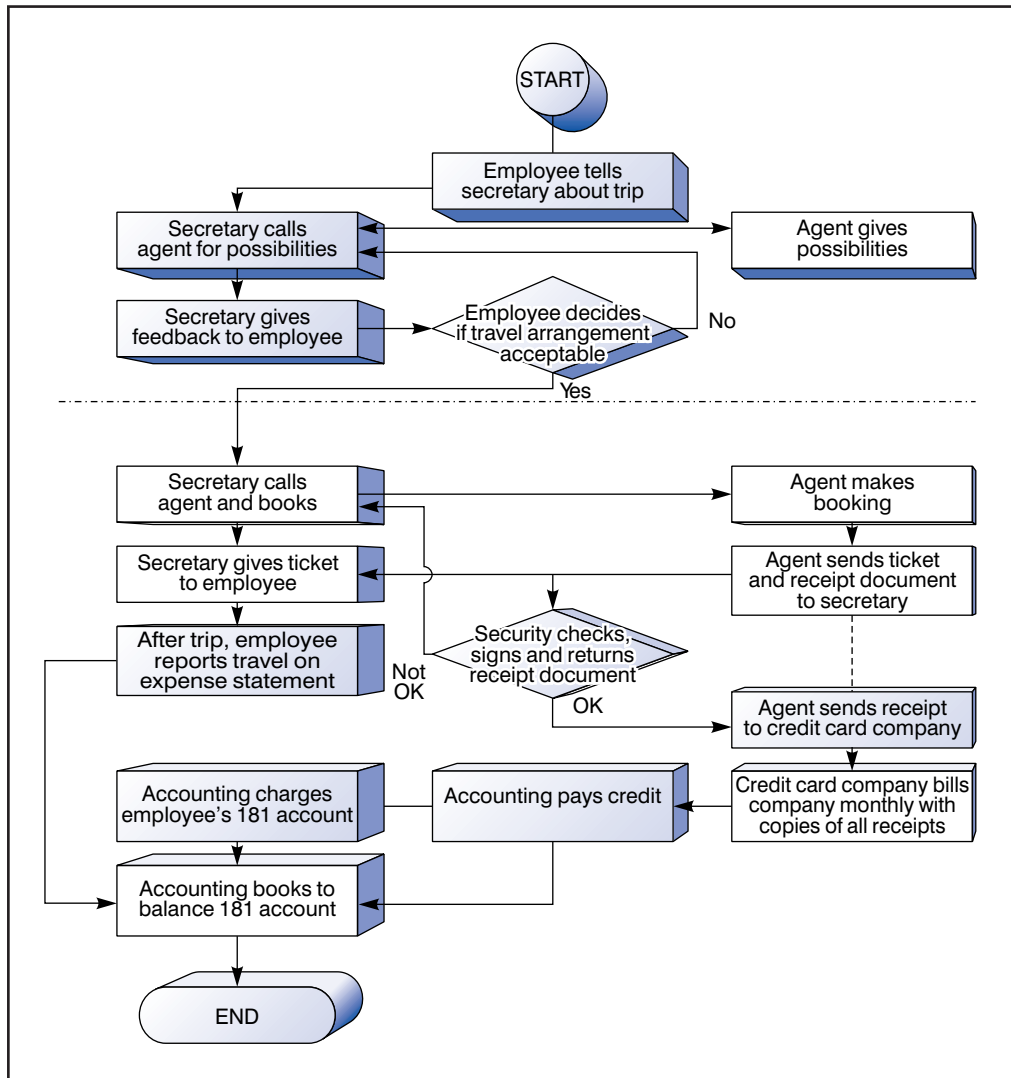 START
Employee tells
secretary about trip
Secretary calls
agent for possibilities
Agent gives
possibilities
Secretary gives
feedback to employee
Employee decides
if travel arrangement
acceptable
No
Yes
Secretary calls
agent and books
Agent makes
booking
Secretary gives ticket
to employee
Agent sends ticket
and receipt document
to secretary
After trip, employee
reports travel on
expense statement
Not
OK
Security checks,
signs and returns
receipt document
OK
Agent sends receipt
to credit card company
Accounting charges
employee’s 181 account
Accounting pays credit
Credit card company bills
company monthly with
copies of all receipts
Accounting books to
balance 181 account
END